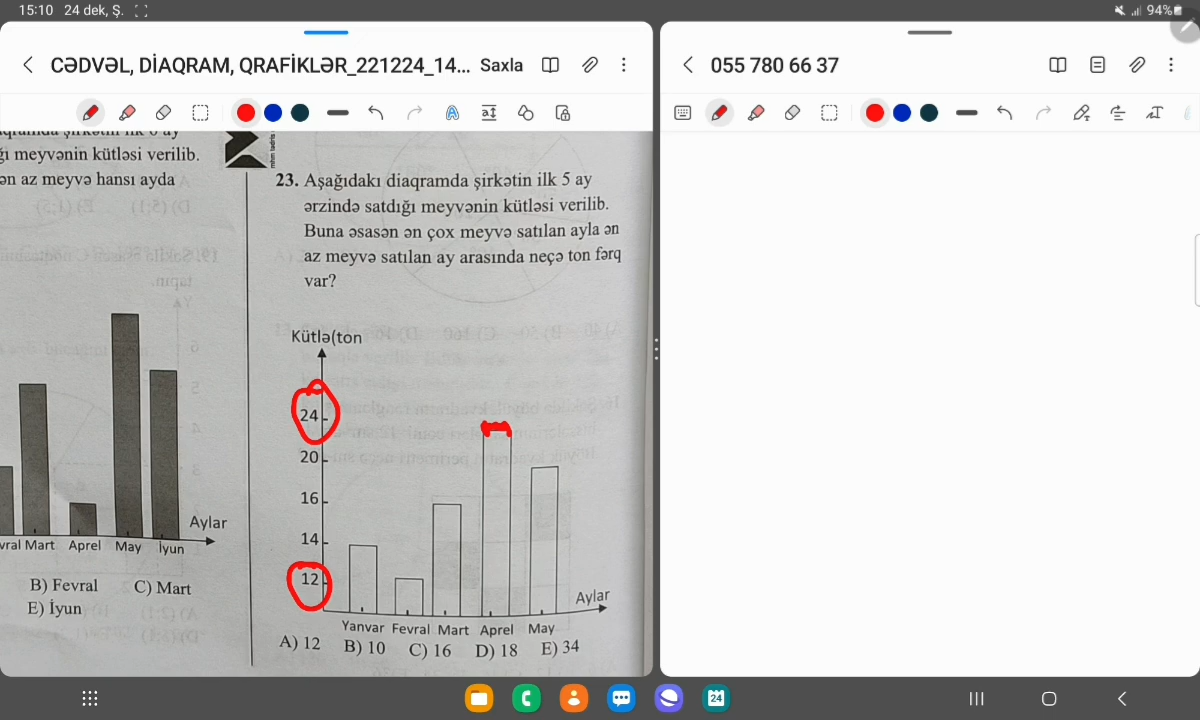 15:10 24 dek, Ş.
94%
CƏDVƏL, DİAQRAM, QRAFİKLƏR_221224_14... Saxla
055 780 66 37
ğı meyvənin kütləsi verilib.
ən az meyvə hansı ayda
Aylar
vral Mart Aprel May İyun
B) Fevral C) Mart
E) İyun
23. Aşağıdakı diaqramda şirkətin ilk 5 ay
ərzində satdığı meyvənin kütləsi verilib.
Buna əsasən ən çox meyvə satılan ayla ən
az meyvə satılan ay arasında neçə ton fərq
var?
Kütlə(ton
24
20
16
14
12
Aylar
Yanvar Fevral Mart Aprel May
A) 12 B) 10 C) 16 D) 18 E) 34
24